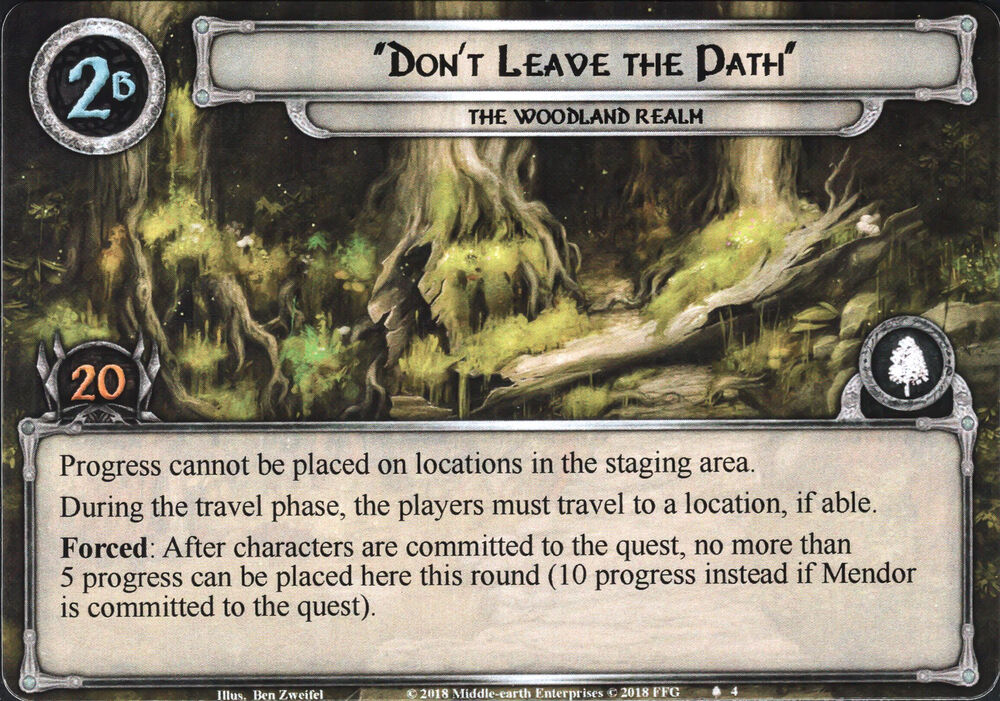 2B
"Don't Leave the Path"
The Woodland Realm
20
Progress cannot be placed on locations in the staging area.
During the travel phase, the players must travel to a location, if able.
Forced: After characters are committed to the quest, no more than
5 progress can be placed here this round (10 progress instead if Mendor
is committed to the quest).
Illus. Ben Zweifel © 2018 Middle-earth Enterprises © 2018 FFG 4